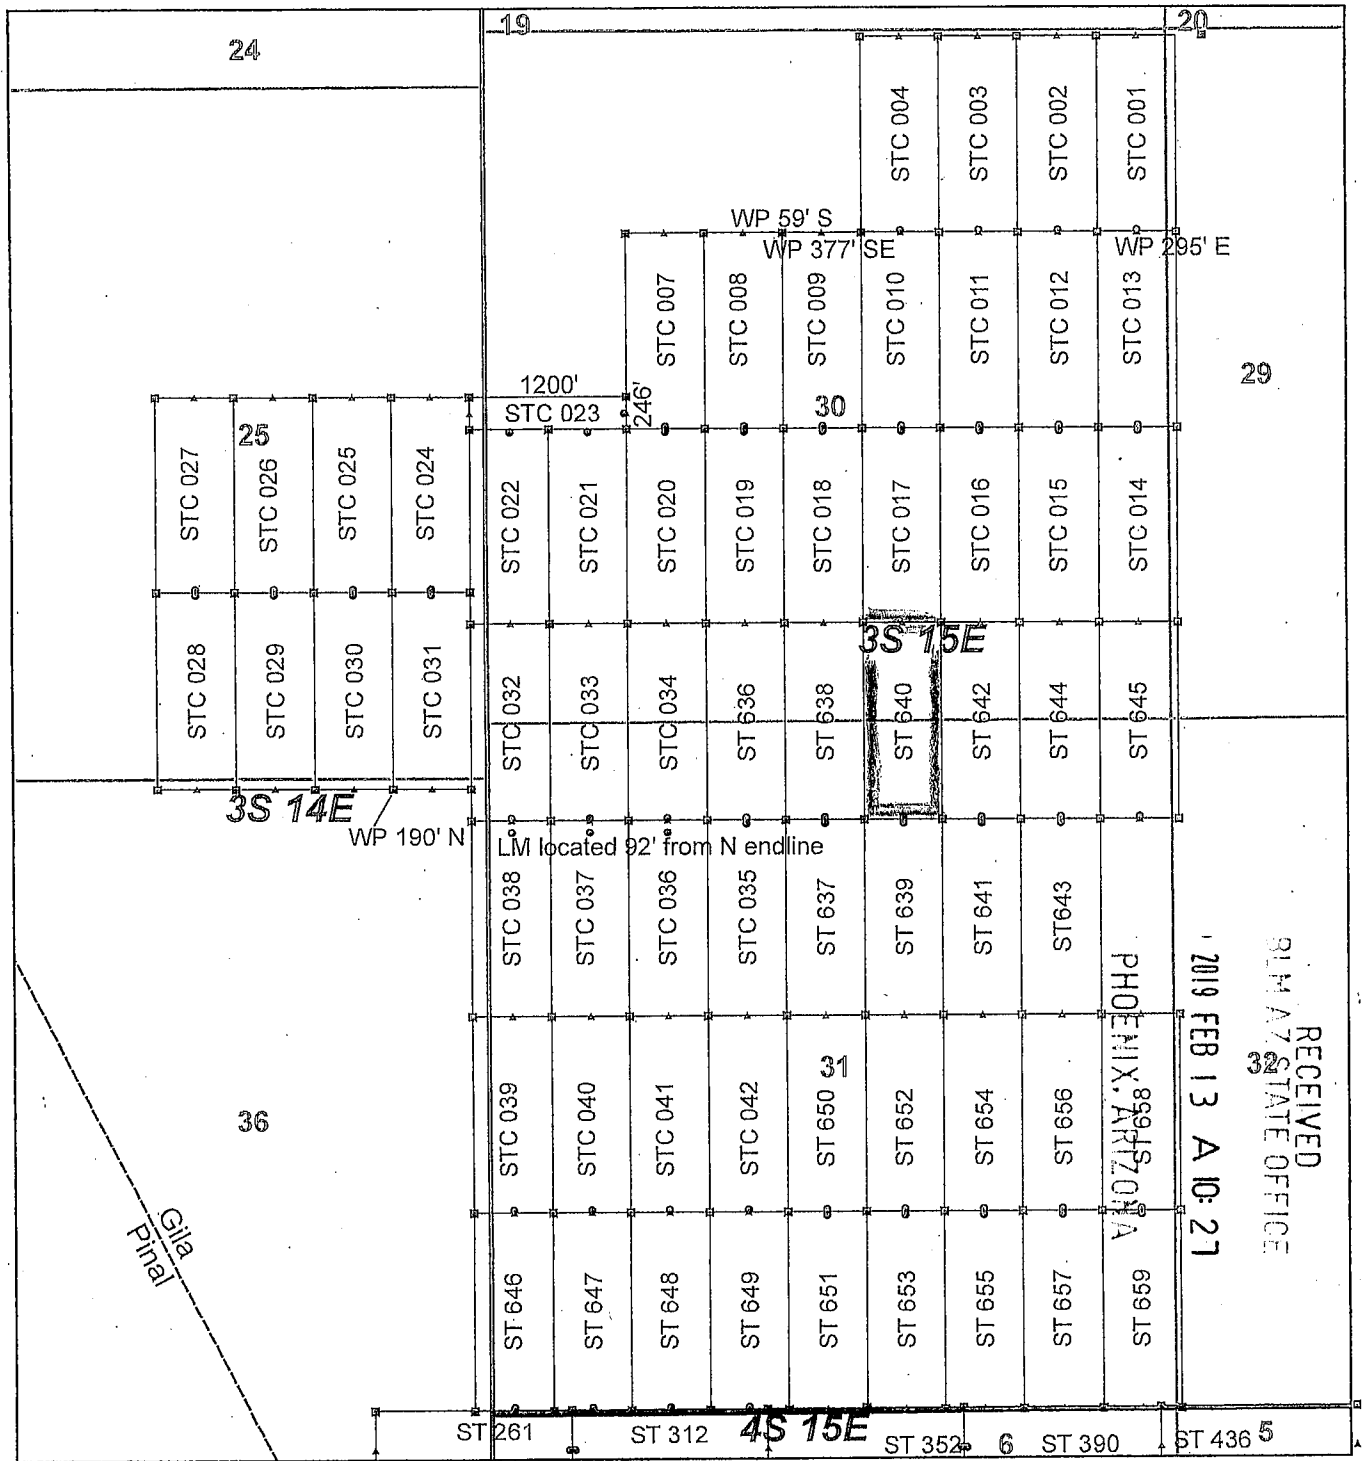 19
20
24
STC 004
STC 003
STC 002
STC 001
WP 59' S
WP 377' SE
WP 295' E
STC 007
STC 008
STC 009
STC 010
STC 011
STC 012
STC 013
29
1200'
STC 023
246'
30
25
STC 027
STC 026
STC 025
STC 024
STC 022
STC 021
STC 020
STC 019
STC 018
STC 017
STC 016
STC 015
STC 014
3S 15E
STC 028
STC 029
STC 030
STC 031
STC 032
STC 033
STC 034
ST 636
ST 638
ST 640
ST 642
ST 644
ST 645
3S 14E
WP 190' N
LM located 92' from N endline
STC 038
STC 037
STC 036
STC 035
ST 637
ST 639
ST 641
ST643
RECEIVED
BLM AZ STATE OFFICE
2019 FEB 13 A 10: 27
PHOENIX, ARIZONA
31
32
36
STC 039
STC 040
STC 041
STC 042
ST 650
ST 652
ST 654
ST 656
ST 658
Gila
Pinal
ST 646
ST 647
ST 648
ST 649
ST 651
ST 653
ST 655
ST 657
ST 659
ST 261
ST 312
4S 15E
ST 352
6
ST 390
ST 436
5